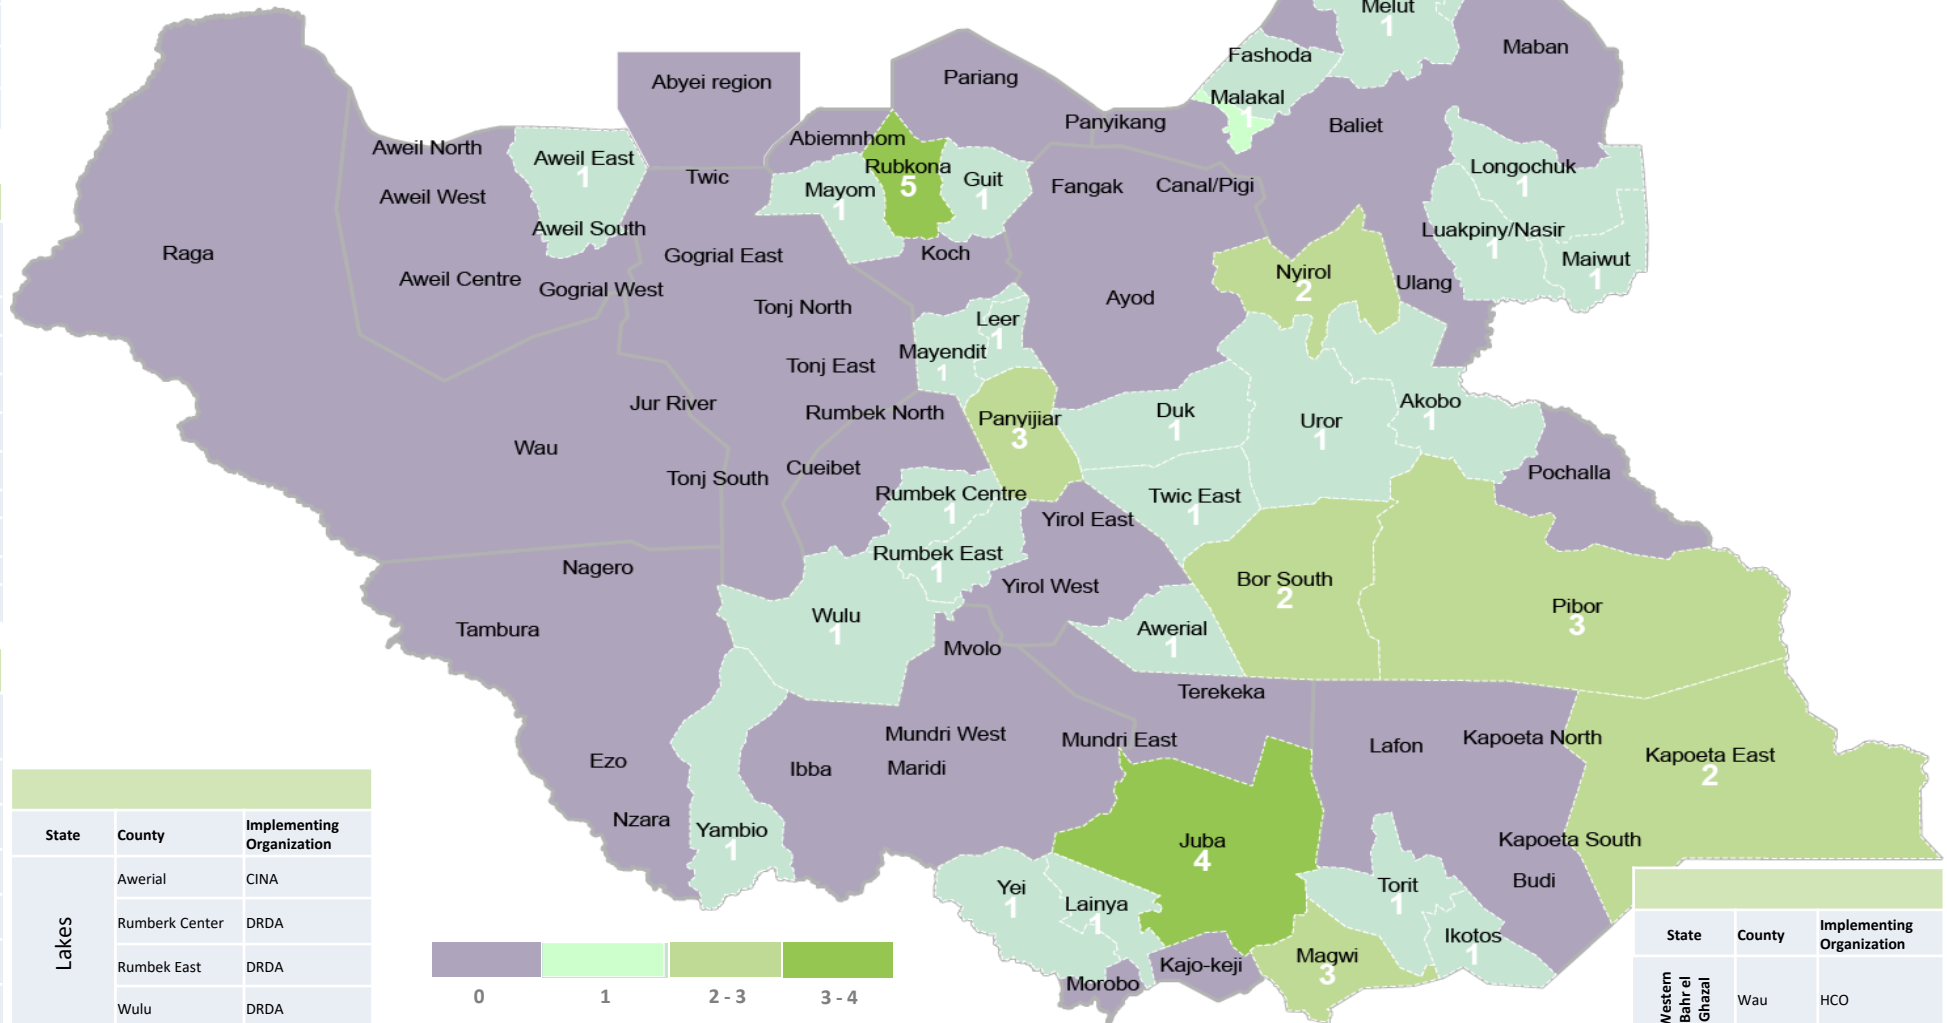 Melut
1
Maban
Fashoda
Abyei region
Pariang
Malakal
1
Panyikang
Baliet
Abiemnhom
Aweil North
Aweil East
1
Rubkona
5
Longochuk
1
Twic
Mayom
1
Guit
1
Fangak
Canal/Pigi
Aweil West
Aweil South
Luakpiny/Nasir
1
Raga
Gogrial East
Koch
Maiwut
1
Aweil Centre
Gogrial West
Nyirol
2
Ulang
Tonj North
Ayod
Leer
1
Mayendit
1
Tonj East
Jur River
Rumbek North
Panyijiar
3
Duk
1
Uror
1
Akobo
1
Wau
Cueibet
Tonj South
Pochalla
Rumbek Centre
1
Twic East
1
Yirol East
Rumbek East
1
Nagero
Yirol West
Bor South
2
Pibor
3
Wulu
1
Tambura
Awerial
1
Mvolo
Terekeka
Mundri West
Mundri East
Lafon
Kapoeta North
Kapoeta East
2
Ezo
Ibba
Maridi
Nzara
Yambio
1
Juba
4
Kapoeta South
Yei
1
Lainya
1
Torit
1
Budi
Ikotos
1
Magwi
3
Kajo-keji
Morobo
State County Implementing
Organization
Lakes
Awerial CINA
Rumberk Center DRDA
Rumbek East DRDA
Wulu DRDA
0 1 2 - 3 3 - 4
State County Implementing
Organization
Western
Bahr el
Ghazal
Wau HCO